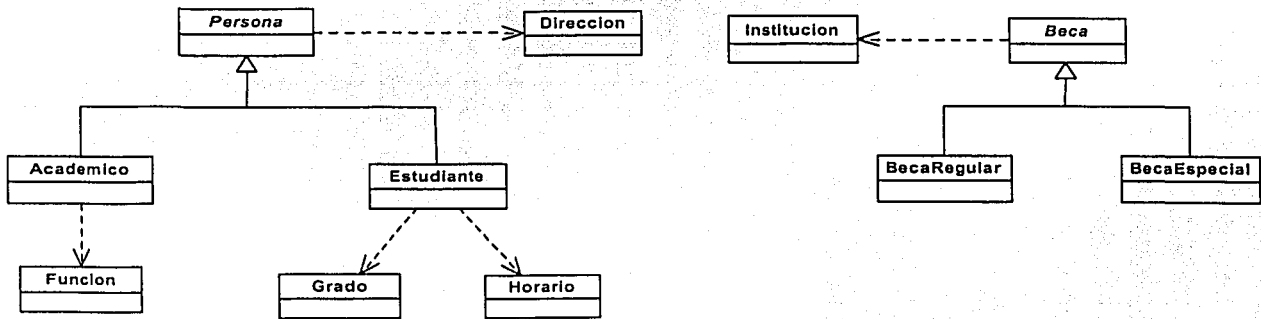 Persona
Direccion
Institucion
Beca
Academico
Estudiante
BecaRegular
BecaEspecial
Funcion
Grado
Horario